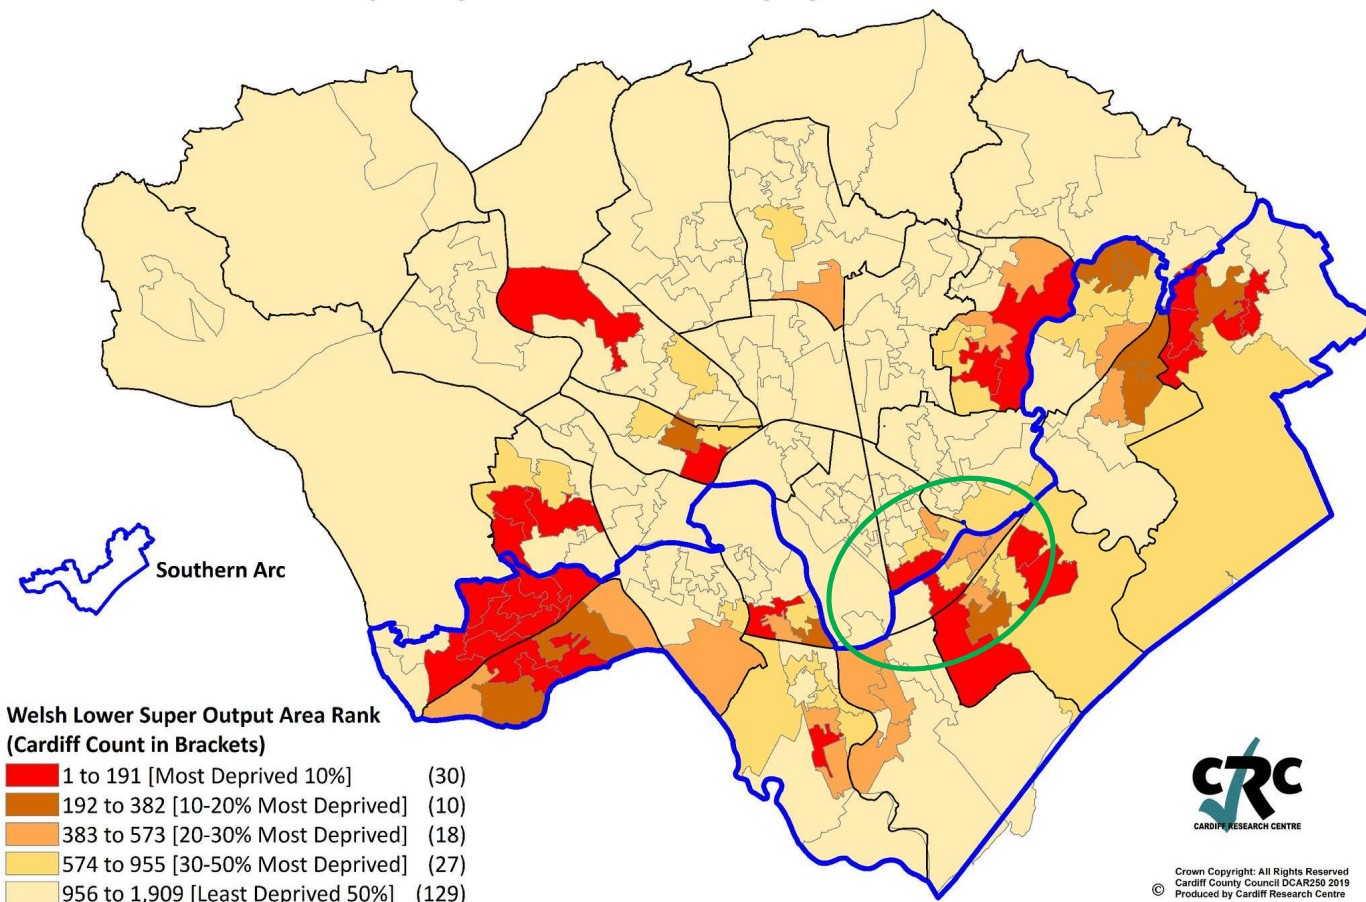 Southern Arc
Welsh Lower Super Output Area Rank
(Cardiff Count in Brackets)
1 to 191 [Most Deprived 10%] (30)
192 to 382 [10-20% Most Deprived] (10)
383 to 573 [20-30% Most Deprived] (18)
574 to 955 [30-50% Most Deprived] (27)
956 to 1,909 [Least Deprived 50%] (129)
CRC
CARDIFF RESEARCH CENTRE
Crown Copyright: All Rights Reserved
Cardiff County Council DCAR250 2019
© Produced by Cardiff Research Centre